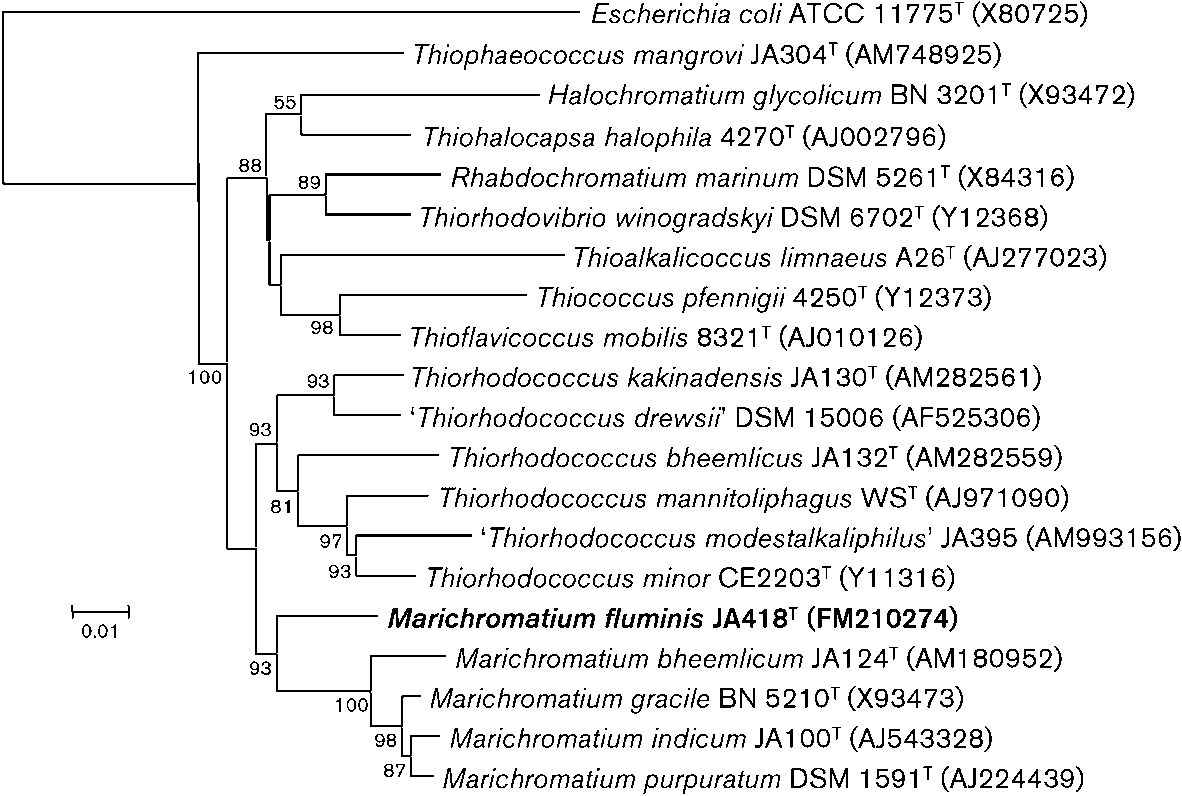 Escherichia coli ATCC 11775ᵀ (X80725)
Thiophaeococcus mangrovi JA304ᵀ (AM748925)
55
Halochromatium glycolicum BN 3201ᵀ (X93472)
Thiohalocapsa halophila 4270ᵀ (AJ002796)
88
89
Rhabdochromatium marinum DSM 5261ᵀ (X84316)
Thiorhodovibrio winogradskyi DSM 6702ᵀ (Y12368)
Thioalkalicoccus limnaeus A26ᵀ (AJ277023)
Thiococcus pfennigii 4250ᵀ (Y12373)
98
Thioflavicoccus mobilis 8321ᵀ (AJ010126)
100
93
Thiorhodococcus kakinadensis JA130ᵀ (AM282561)
‘Thiorhodococcus drewsii’ DSM 15006 (AF525306)
93
Thiorhodococcus bheemlicus JA132ᵀ (AM282559)
81
Thiorhodococcus mannitoliphagus WSᵀ (AJ971090)
97
‘Thiorhodococcus modestalkaliphilus’ JA395 (AM993156)
93
Thiorhodococcus minor CE2203ᵀ (Y11316)
0.01
Marichromatium fluminis JA418ᵀ (FM210274)
93
Marichromatium bheemlicum JA124ᵀ (AM180952)
100
Marichromatium gracile BN 5210ᵀ (X93473)
98
Marichromatium indicum JA100ᵀ (AJ543328)
87
Marichromatium purpuratum DSM 1591ᵀ (AJ224439)